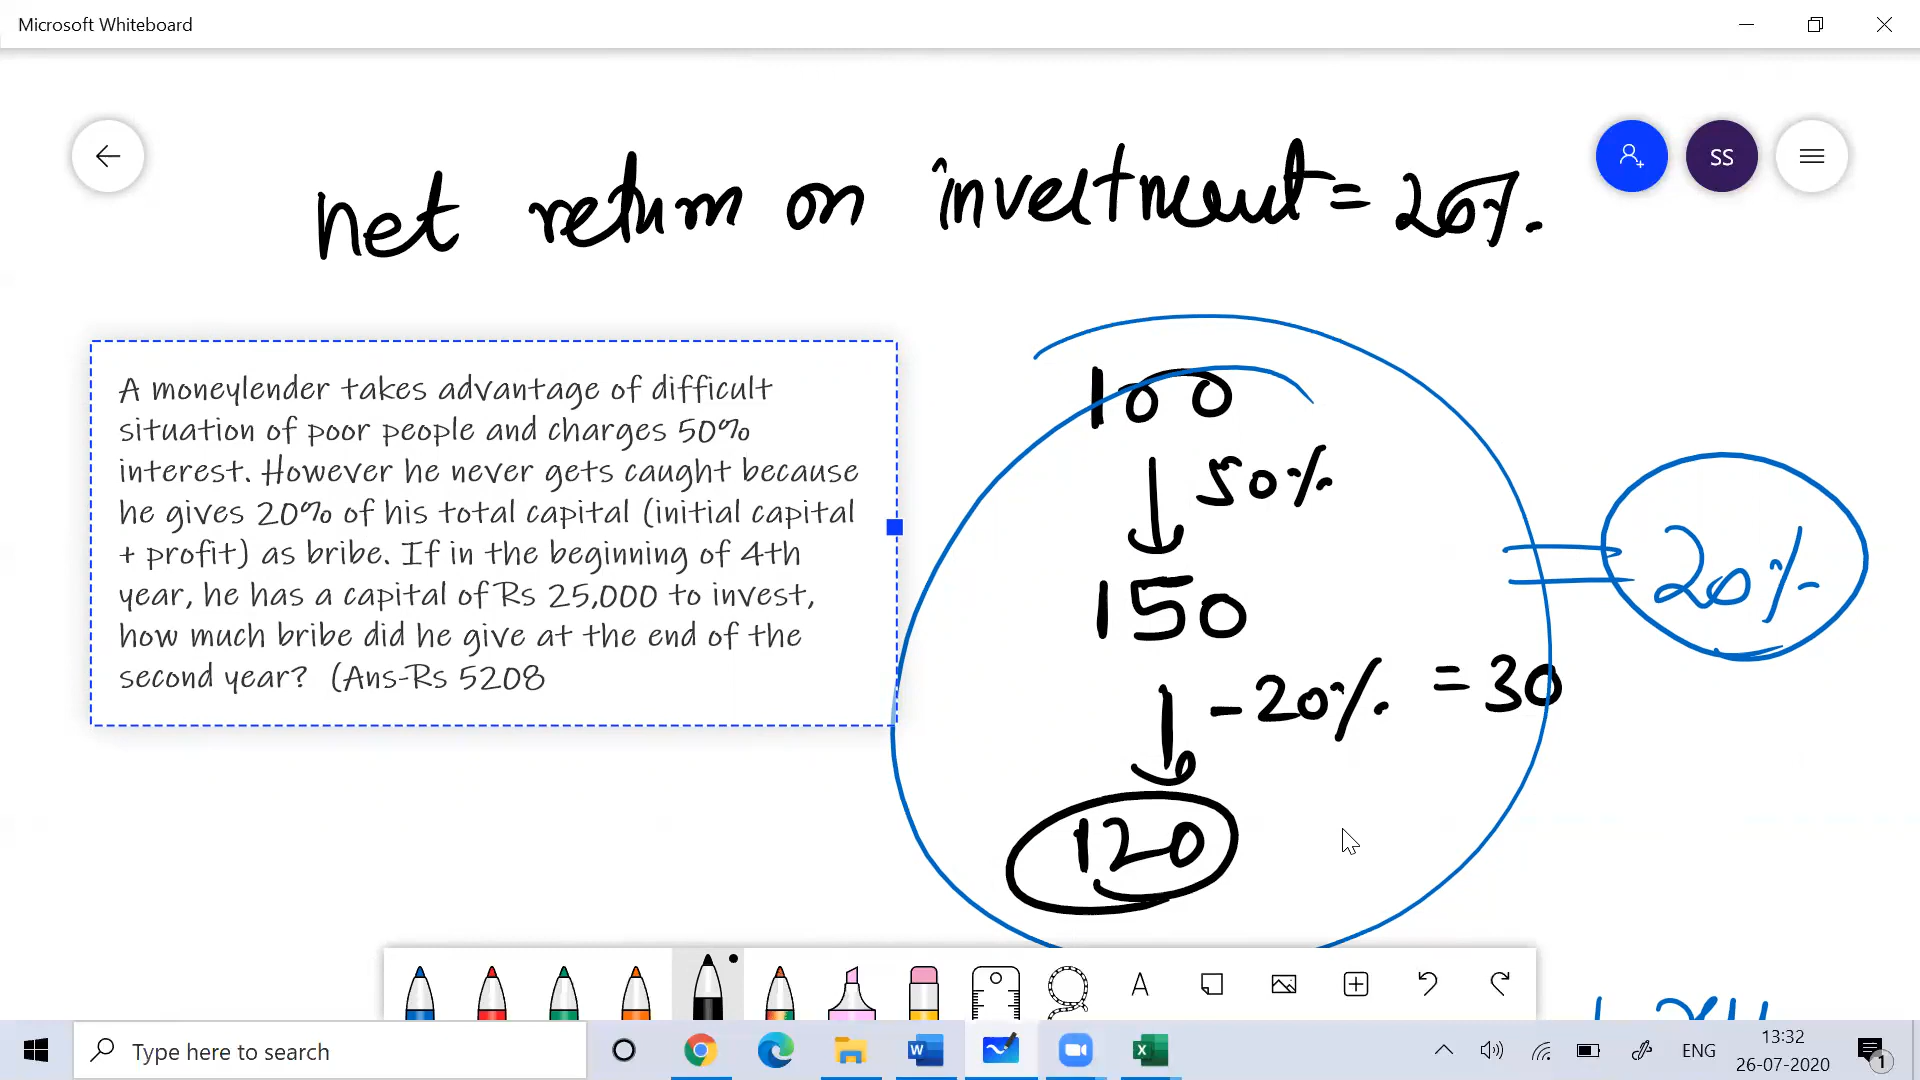 Microsoft Whiteboard
SS
net return on investment = 20%.
A moneylender takes advantage of difficult
situation of poor people and charges 50%
interest. However he never gets caught because
he gives 20% of his total capital (initial capital
+ profit) as bribe. If in the beginning of 4th
year, he has a capital of Rs 25,000 to invest,
how much bribe did he give at the end of the
second year? (Ans-Rs 5208
100
50%
150
-20% = 30
120
20%
A
Type here to search
W
X
ENG
13:32
26-07-2020
1